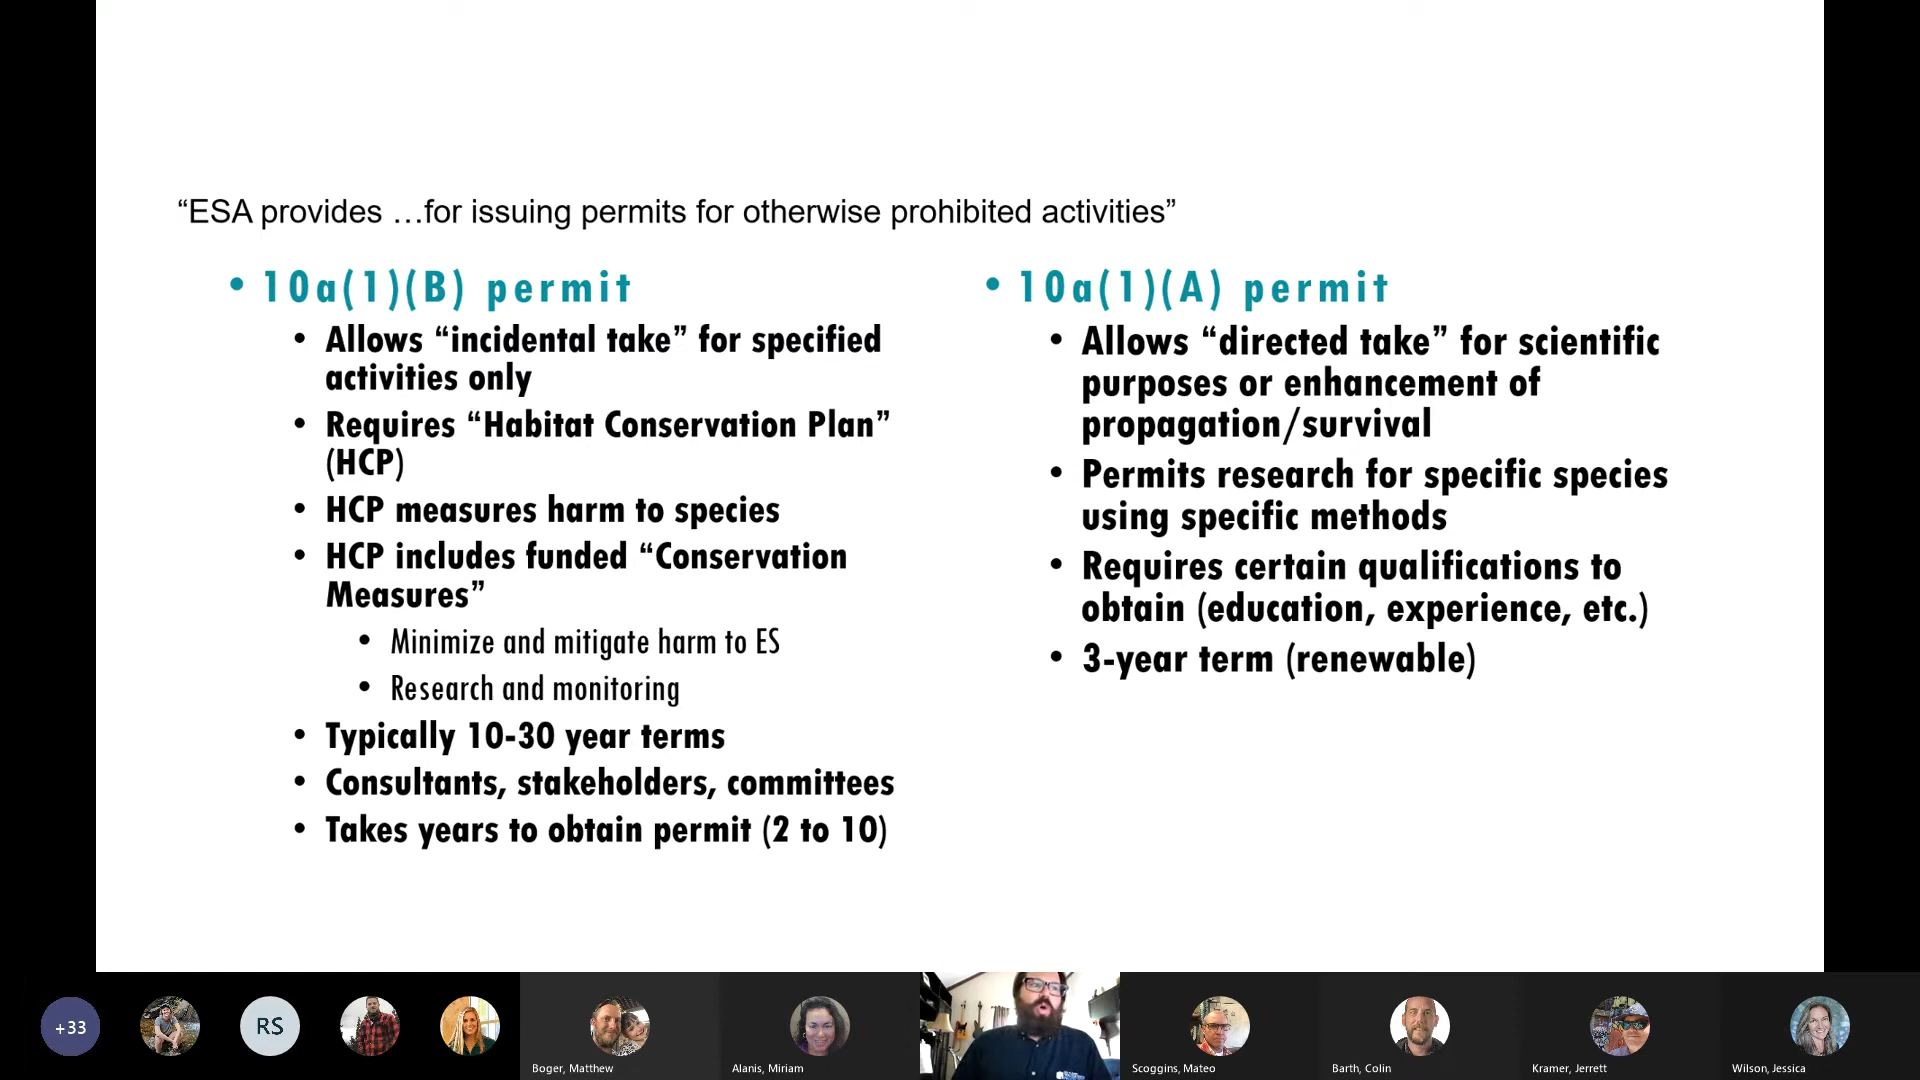 “ESA provides …for issuing permits for otherwise prohibited activities”
• 10a(1)(B) permit
• Allows “incidental take” for specified
activities only
• Requires “Habitat Conservation Plan”
(HCP)
• HCP measures harm to species
• HCP includes funded “Conservation
Measures”
• Minimize and mitigate harm to ES
• Research and monitoring
• Typically 10-30 year terms
• Consultants, stakeholders, committees
• Takes years to obtain permit (2 to 10)
• 10a(1)(A) permit
• Allows “directed take” for scientific
purposes or enhancement of
propagation/survival
• Permits research for specific species
using specific methods
• Requires certain qualifications to
obtain (education, experience, etc.)
• 3-year term (renewable)
+33
RS
Boger, Matthew
Alanis, Miriam
Scoggins, Mateo
Barth, Colin
Kramer, Jerrett
Wilson, Jessica